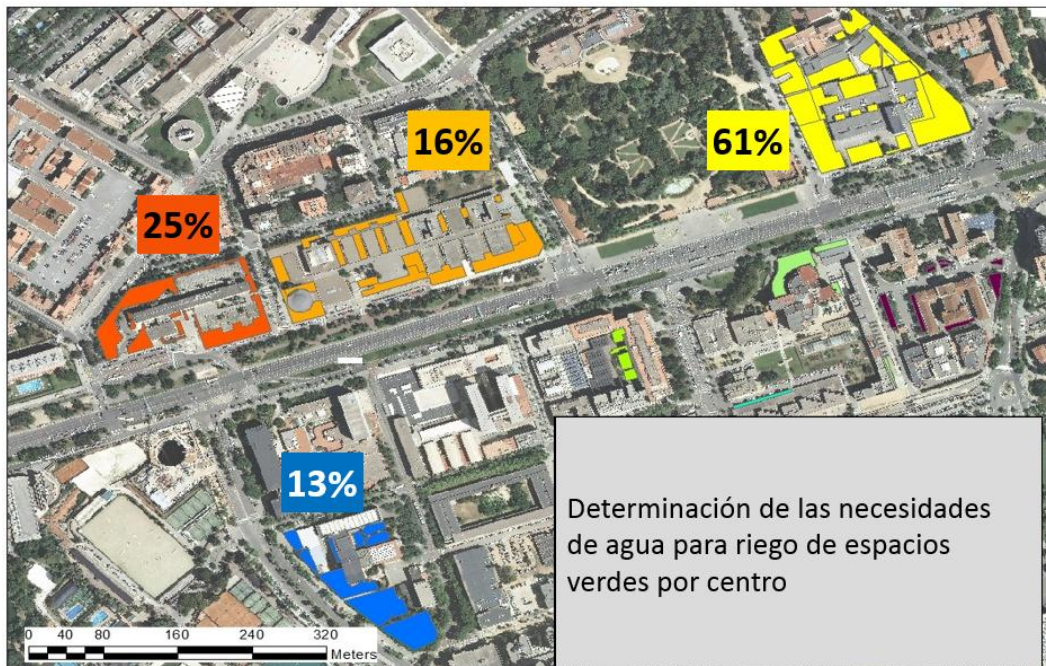 16%
61%
25%
13%
Determinación de las necesidades
de agua para riego de espacios
verdes por centro
0 40 80 160 240 320
Meters